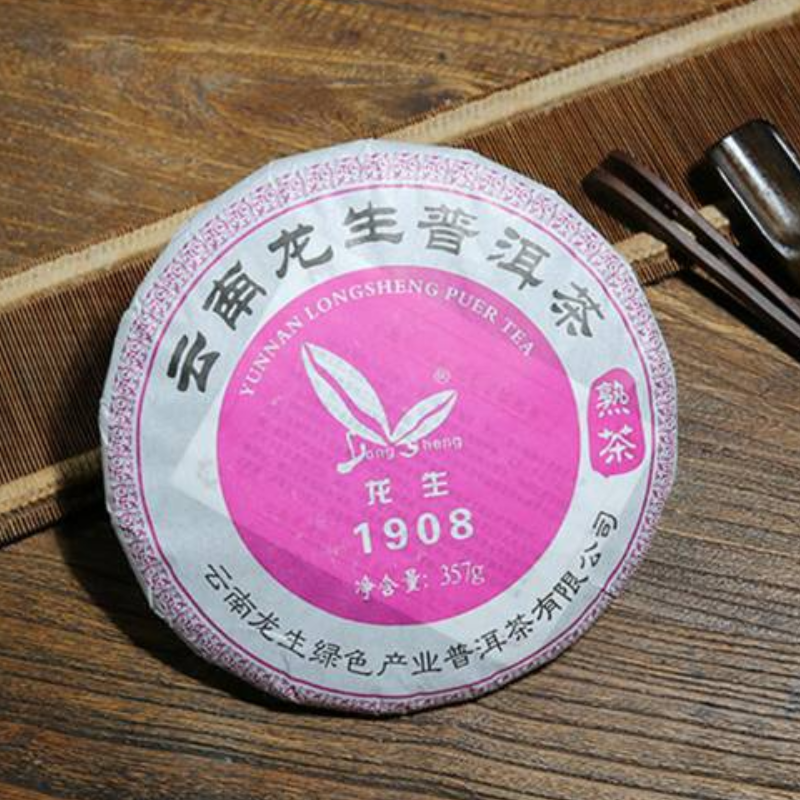 云南龙生普洱茶
YUNNAN LONGSHENG PUER TEA
®
Long Sheng
龙生
1908
净含量: 357g
熟茶
云南龙生绿色产业普洱茶有限公司